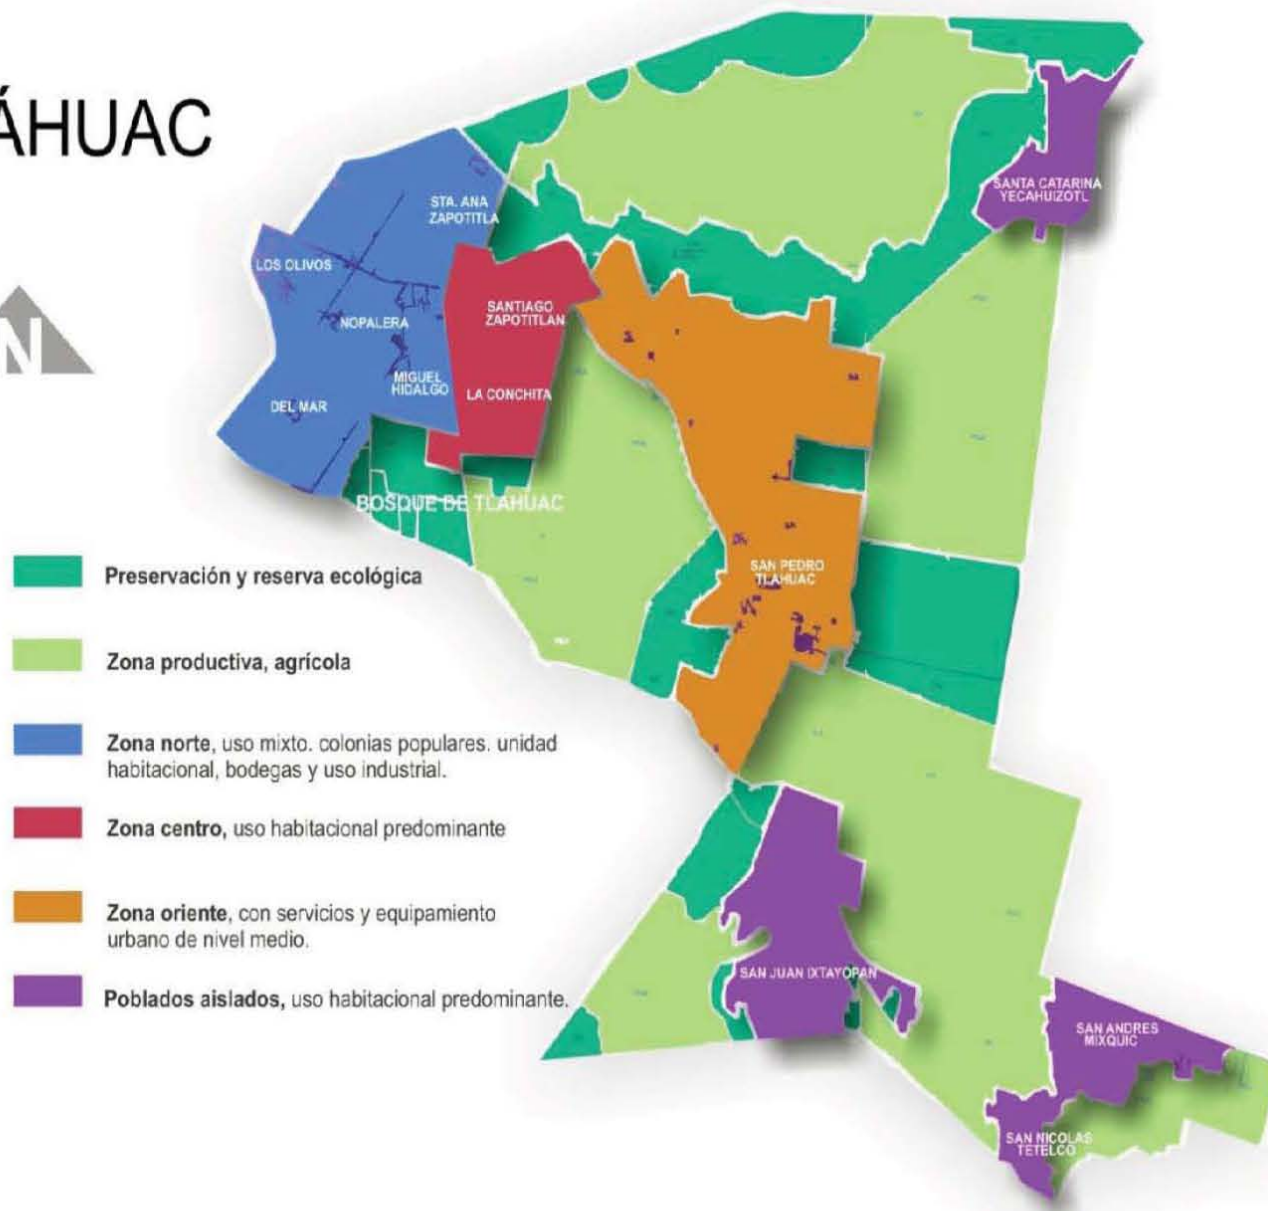 ÁHUAC
N
STA. ANA
ZAPOTITLA
LOS OLIVOS
NOPALERA
MIGUEL
HIDALGO
DEL MAR
SANTIAGO
ZAPOTITLAN
LA CONCHITA
SANTA CATARINA
YECAHUIZOTL
BOSQUE DE TLAHUAC
SAN PEDRO
TLAHUAC
Preservación y reserva ecológica
Zona productiva, agrícola
Zona norte, uso mixto. colonias populares. unidad
habitacional, bodegas y uso industrial.
Zona centro, uso habitacional predominante
Zona oriente, con servicios y equipamiento
urbano de nivel medio.
Poblados aislados, uso habitacional predominante.
SAN JUAN IXTAYOPAN
SAN ANDRES
MIXQUIC
SAN NICOLAS
TETELCO